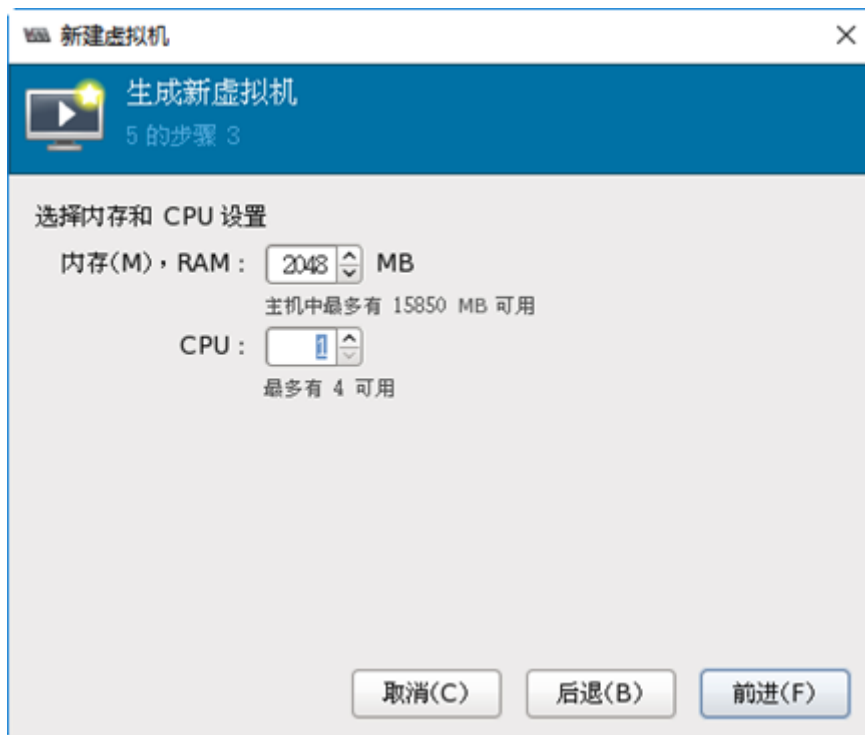 新建虚拟机
生成新虚拟机
5 的步骤 3
选择内存和 CPU 设置
内存(M)，RAM： 2048 MB
主机中最多有 15850 MB 可用
CPU： 1
最多有 4 可用
取消(C) 后退(B) 前进(F)